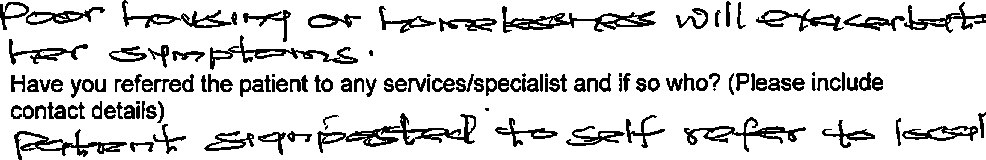 Poor housing or homelessness will exacerbate
her symptoms.
Have you referred the patient to any services/specialist and if so who? (Please include
contact details)
Patient signposted to self refer to local